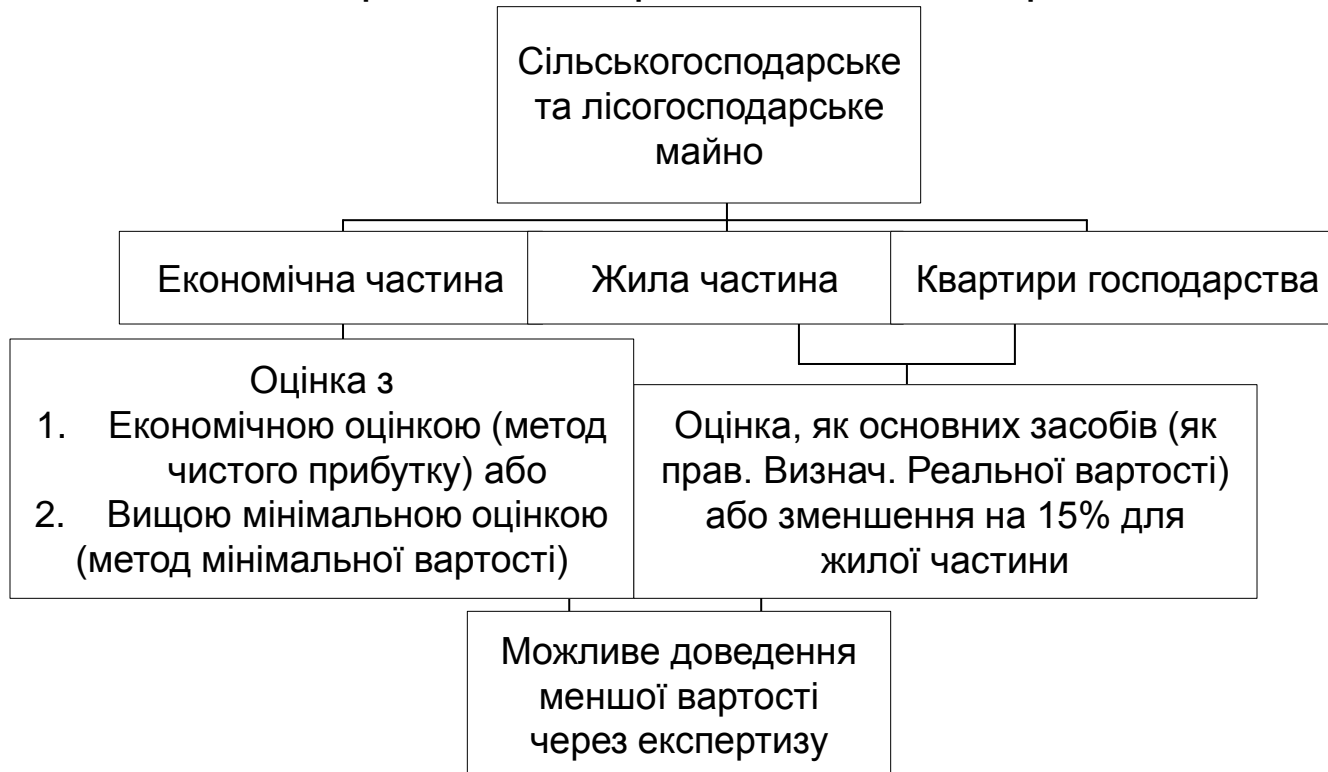 Сільськогосподарське
та лісогосподарське
майно
Економічна частина
Жила частина
Квартири господарства
Оцінка з
1. Економічною оцінкою (метод
чистого прибутку) або
2. Вищою мінімальною оцінкою
(метод мінімальної вартості)
Оцінка, як основних засобів (як
прав. Визнач. Реальної вартості)
або зменшення на 15% для
жилої частини
Можливе доведення
меншої вартості
через експертизу